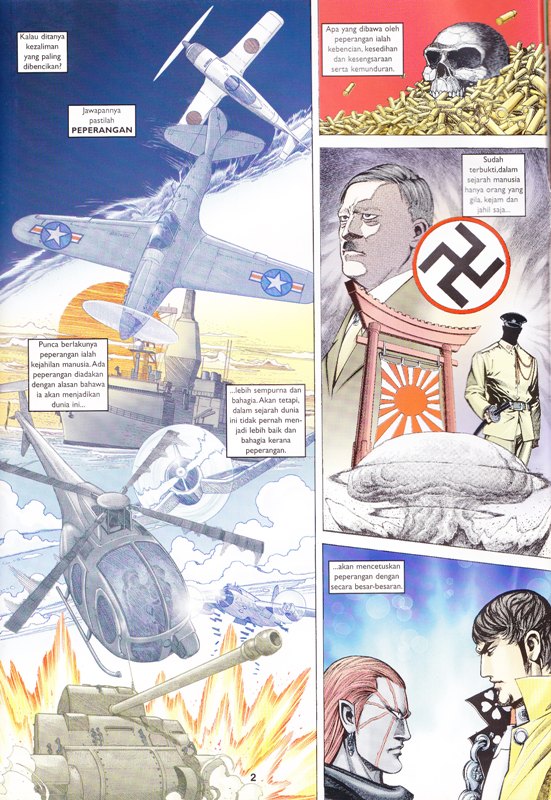 Kalau ditanya
kezaliman
yang paling
dibencikan?
Jawapannya
pastilah
PEPERANGAN
Punca berlakunya
peperangan ialah
kejahilan manusia. Ada
peperangan diadakan
dengan alasan bahawa
ia akan menjadikan
dunia ini...
...lebih sempurna dan
bahagia. Akan tetapi,
dalam sejarah dunia
ini tidak pernah men-
jadi lebih baik dan
bahagia kerana
peperangan.
2
Apa yang dibawa oleh
peperangan ialah
kebencian, kesedihan
dan kesengsaraan
serta kemunduran.
Sudah
terbukti,dalam
sejarah manusia
hanya orang yang
gila, kejam dan
jahil saja...
...akan mencetuskan
peperangan dengan
secara besar-besaran.